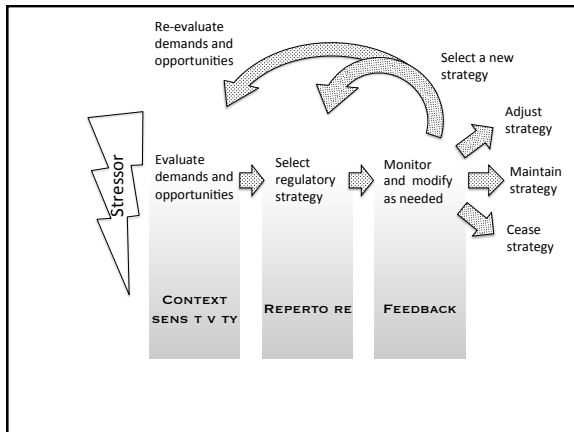 Re-evaluate
demands and
opportunities
Select a new
strategy
Adjust
strategy
Stressor
Evaluate
demands and
opportunities
Select
regulatory
strategy
Monitor
and modify
as needed
Maintain
strategy
Cease
strategy
CONTEXT
SENS T V TY
REPERTO RE
FEEDBACK